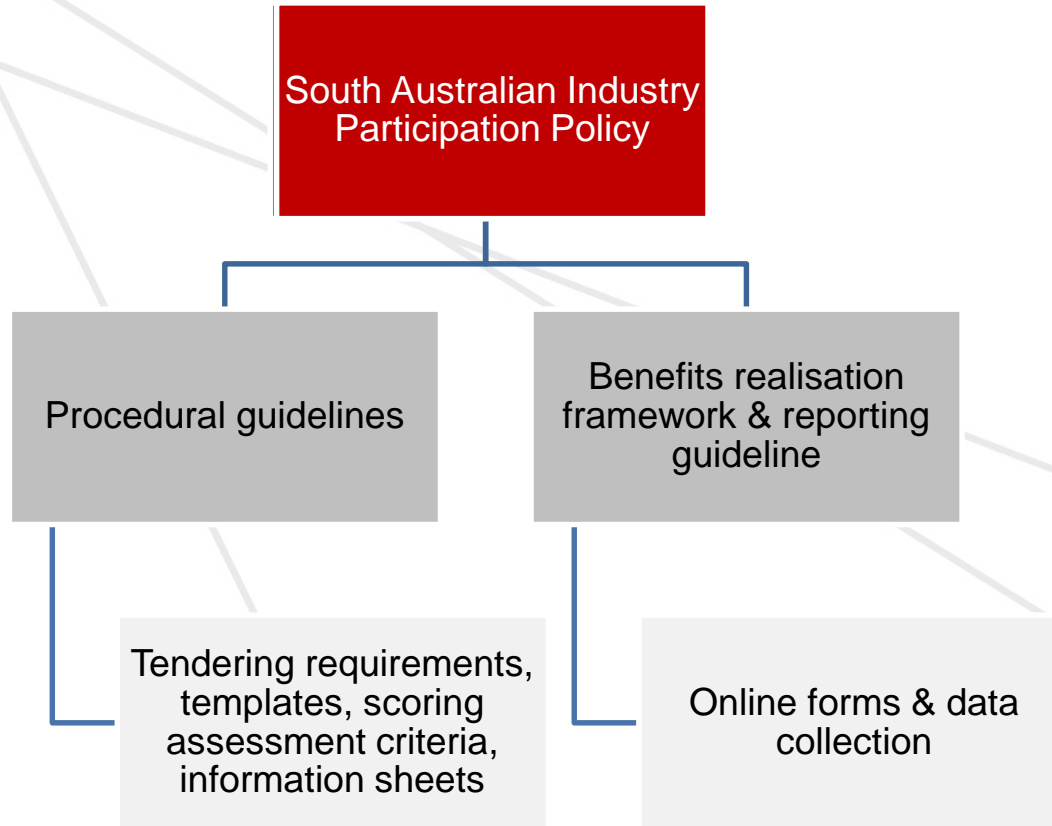 South Australian Industry
Participation Policy
Procedural guidelines
Benefits realisation
framework & reporting
guideline
Tendering requirements,
templates, scoring
assessment criteria,
information sheets
Online forms & data
collection